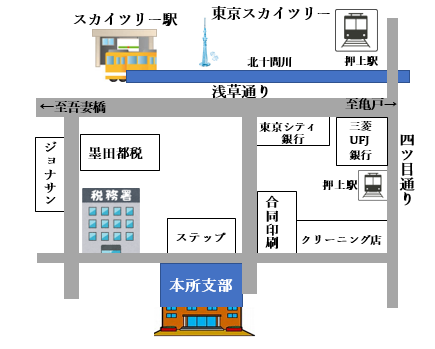 スカイツリー駅
東京スカイツリー
北十間川
押上駅
浅草通り
←至吾妻橋
至亀戸→
ジョナサン
墨田都税
税務署
東京シティ
銀行
三菱
UFJ
銀行
四ツ目通り
押上駅
合同印刷
ステップ
クリーニング店
本所支部